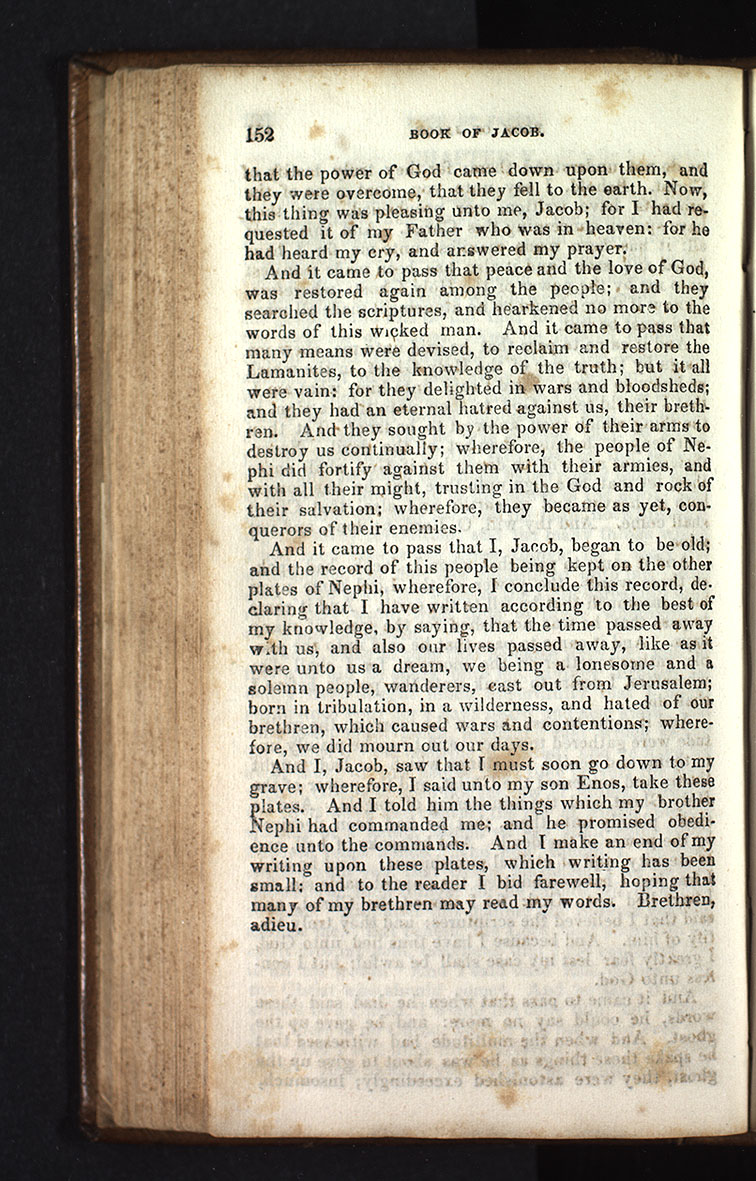 152 BOOK OF JACOB.
that the power of God came down upon them, and
they were overcome, that they fell to the earth. Now,
this thing was pleasing unto me, Jacob; for I had re-
quested it of my Father who was in heaven: for he
had heard my cry, and answered my prayer.
And it came to pass that peace and the love of God,
was restored again among the people; and they
searched the scriptures, and hearkened no more to the
words of this wicked man. And it came to pass that
many means were devised, to reclaim and restore the
Lamanites, to the knowledge of the truth; but it all
were vain: for they delighted in wars and bloodsheds;
and they had an eternal hatred against us, their breth-
ren. And they sought by the power of their arms to
destroy us continually; wherefore, the people of Ne-
phi did fortify against them with their armies, and
with all their might, trusting in the God and rock of
their salvation; wherefore, they became as yet, con-
querors of their enemies.
And it came to pass that I, Jacob, began to be old;
and the record of this people being kept on the other
plates of Nephi, wherefore, I conclude this record, de-
claring that I have written according to the best of
my knowledge, by saying, that the time passed away
with us, and also our lives passed away, like as it
were unto us a dream, we being a lonesome and a
solemn people, wanderers, cast out from Jerusalem;
born in tribulation, in a wilderness, and hated of our
brethren, which caused wars and contentions; where-
fore, we did mourn out our days.
And I, Jacob, saw that I must soon go down to my
grave; wherefore, I said unto my son Enos, take these
plates. And I told him the things which my brother
Nephi had commanded me; and he promised obedi-
ence unto the commands. And I make an end of my
writing upon these plates, which writing has been
small; and to the reader I bid farewell, hoping that
many of my brethren may read my words. Brethren,
adieu.